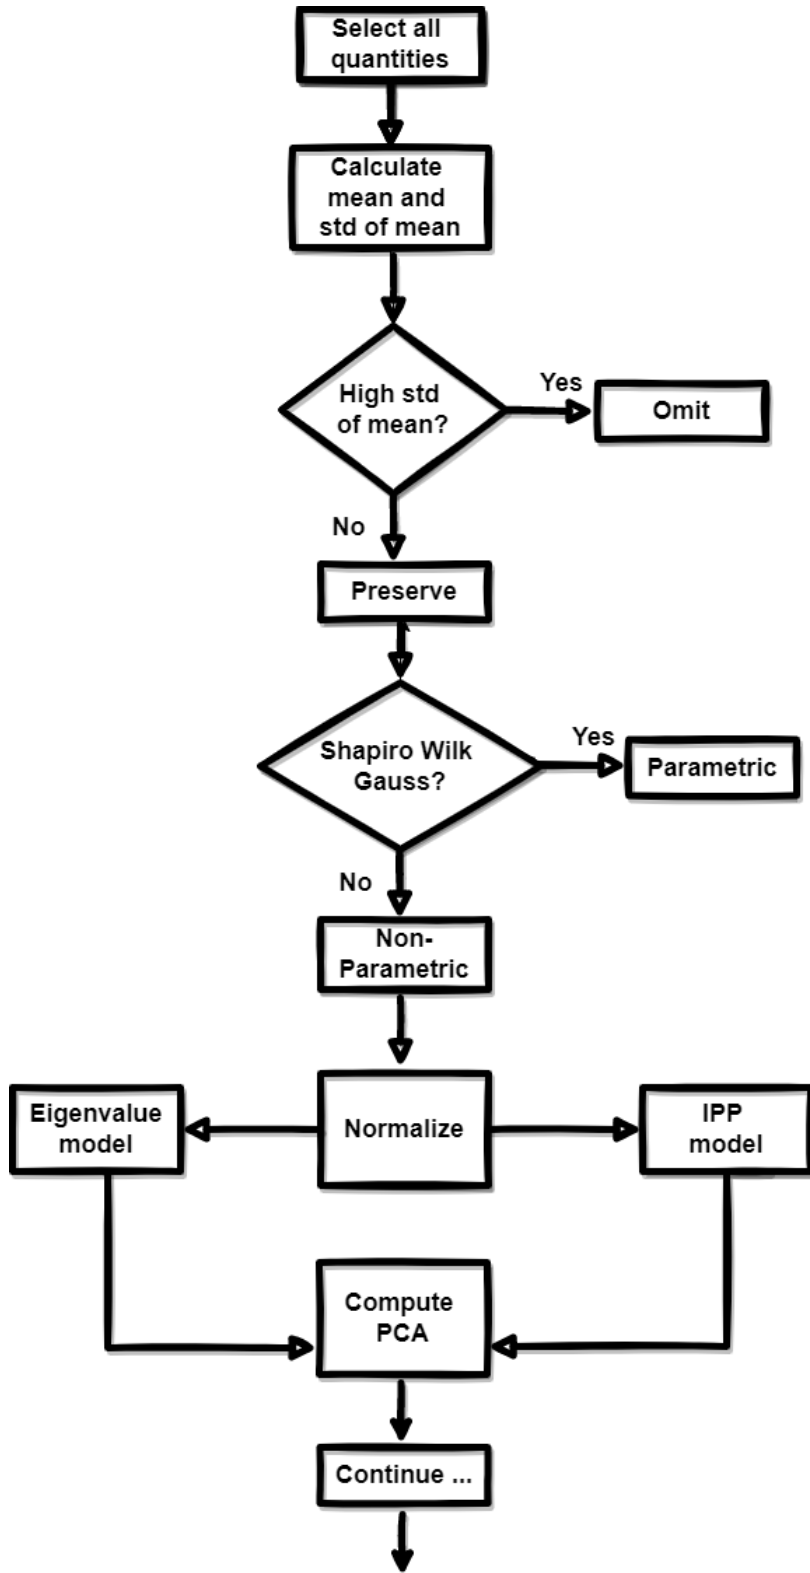 Select all
quantities
Calculate
mean and
std of mean
High std
of mean?
Yes
Omit
No
Preserve
Shapiro Wilk
Gauss?
Yes
Parametric
No
Non-
Parametric
Eigenvalue
model
Normalize
IPP
model
Compute
PCA
Continue ...